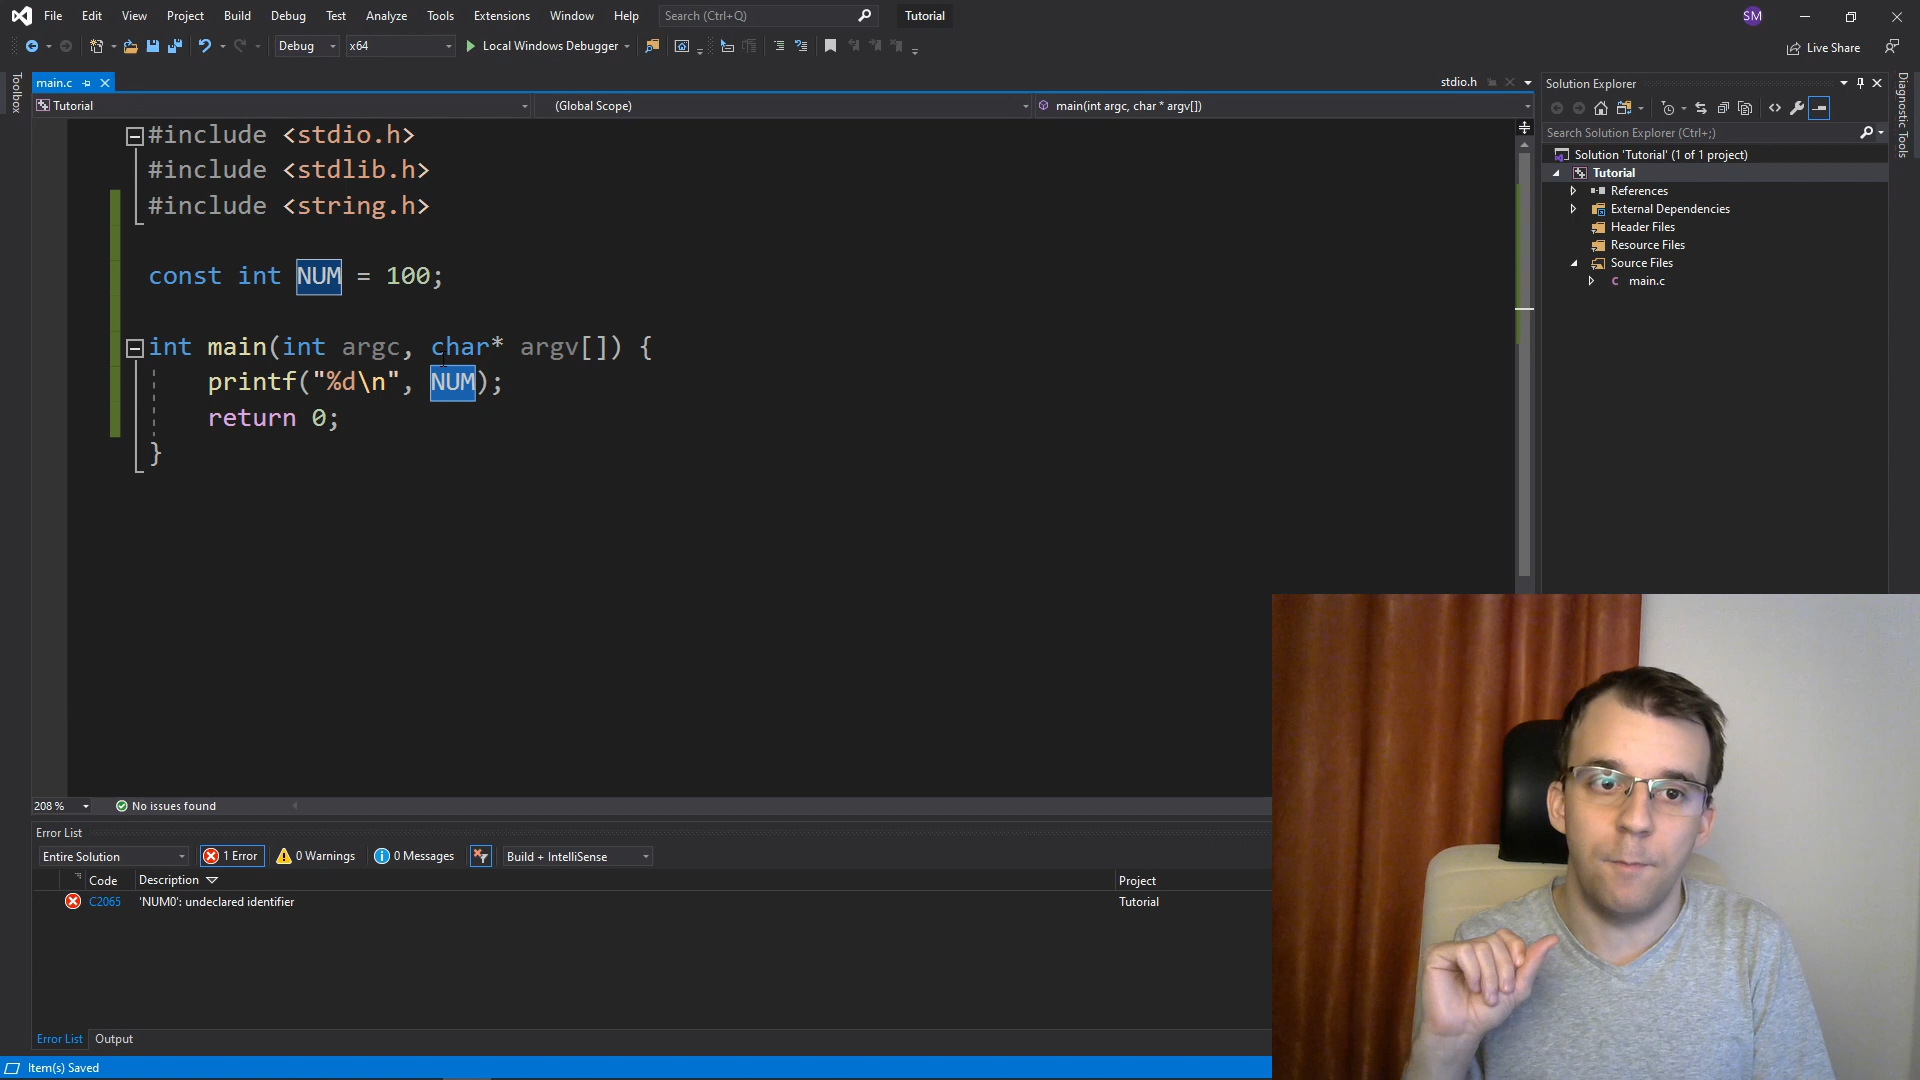 File Edit View Project Build Debug Test Analyze Tools Extensions Window Help Search (Ctrl+Q) Tutorial SM
Debug x64 Local Windows Debugger Live Share
Toolbox
main.c stdio.h
Tutorial (Global Scope) main(int argc, char * argv[])
#include <stdio.h>
#include <stdlib.h>
#include <string.h>
const int NUM = 100;
int main(int argc, char* argv[]) {
printf("%d\n", NUM);
return 0;
}
208 % No issues found
Solution Explorer
Search Solution Explorer (Ctrl+;)
Solution 'Tutorial' (1 of 1 project)
Tutorial
References
External Dependencies
Header Files
Resource Files
Source Files
C main.c
Diagnostic Tools
Error List
Entire Solution 1 Error 0 Warnings 0 Messages Build + IntelliSense
Code Description Project
C2065 'NUM0': undeclared identifier Tutorial
Error List Output
Item(s) Saved